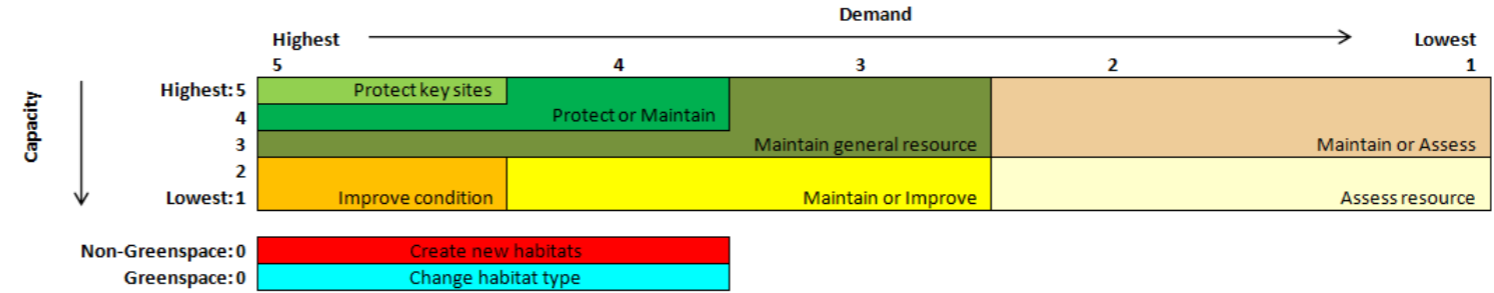 Demand
Highest Lowest
5 4 3 2 1
Capacity
Highest: 5 Protect key sites
4 Protect or Maintain
3 Maintain general resource Maintain or Assess
2
Lowest: 1 Improve condition Maintain or Improve Assess resource
Non-Greenspace: 0 Create new habitats
Greenspace: 0 Change habitat type